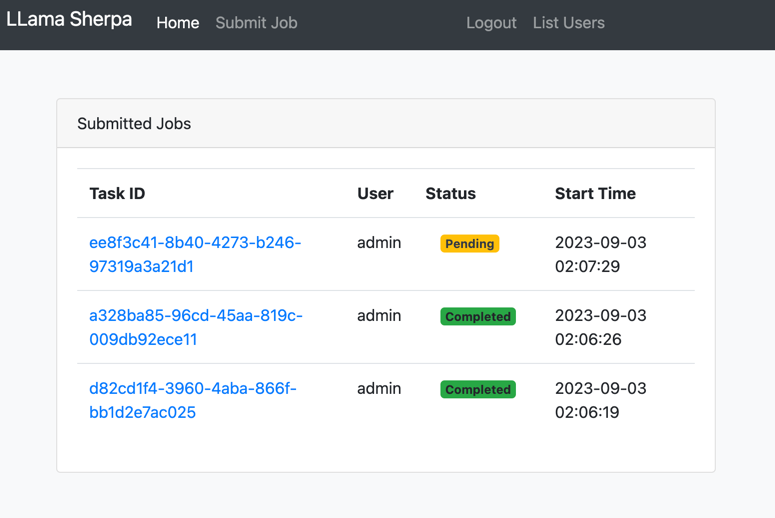 LLama Sherpa Home Submit Job Logout List Users
Submitted Jobs
Task ID User Status Start Time
ee8f3c41-8b40-4273-b246- admin Pending 2023-09-03
97319a3a21d1 02:07:29
a328ba85-96cd-45aa-819c- admin Completed 2023-09-03
009db92ece11 02:06:26
d82cd1f4-3960-4aba-866f- admin Completed 2023-09-03
bb1d2e7ac025 02:06:19